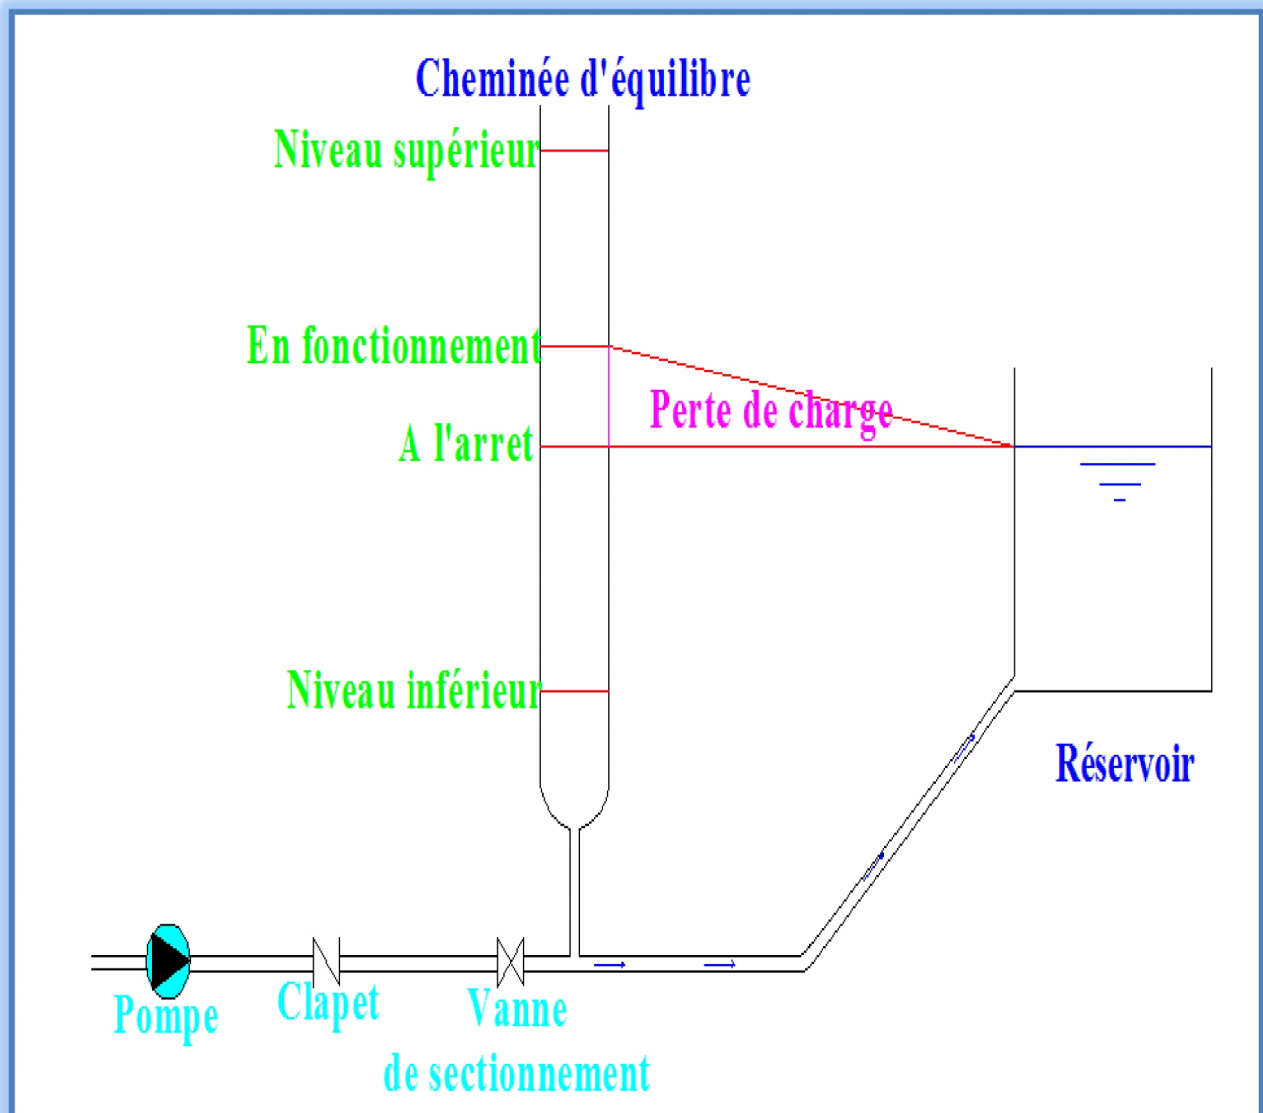 Cheminée d'équilibre
Niveau supérieur
En fonctionnement
Perte de charge
A l'arret
Niveau inférieur
Réservoir
Pompe
Clapet
Vanne
de sectionnement